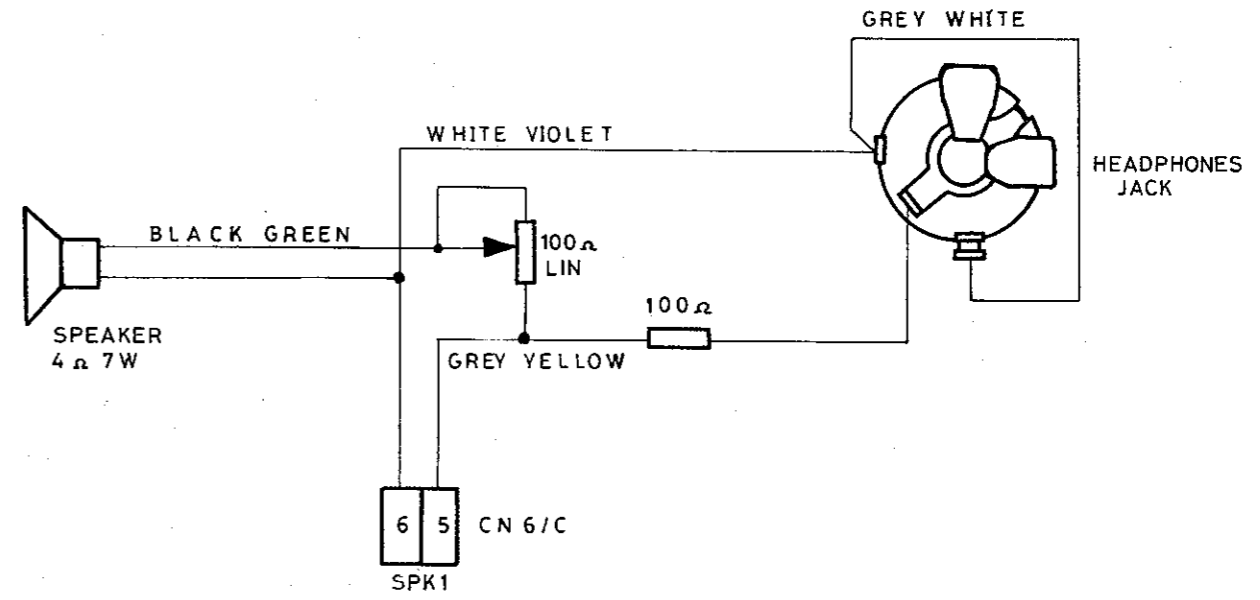 GREY WHITE
WHITE VIOLET
HEADPHONES
JACK
BLACK GREEN
100Ω
LIN
100Ω
SPEAKER
4Ω 7W
GREY YELLOW
6 5 CN 6/C
SPK1